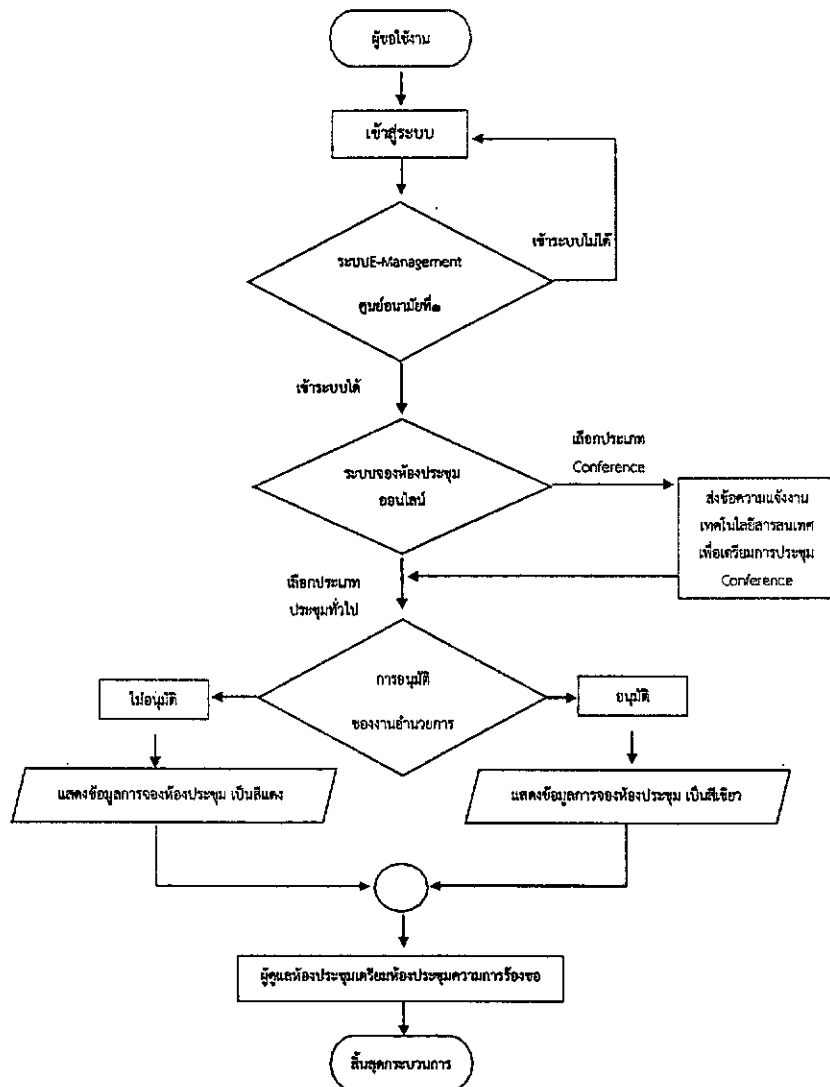 ผู้ขอใช้งาน
เข้าสู่ระบบ
เข้าระบบไม่ได้
ระบบE-Management
ศูนย์อนามัยที่๑
เข้าระบบได้
เลือกประเภท
Conference
ระบบจองห้องประชุม
ออนไลน์
ส่งข้อความแจ้งงาน
เทคโนโลยีสารสนเทศ
เพื่อเตรียมการประชุม
Conference
เลือกประเภท
ประชุมทั่วไป
การอนุมัติ
ของงานอำนวยการ
ไม่อนุมัติ
อนุมัติ
แสดงข้อมูลการจองห้องประชุม เป็นสีแดง
แสดงข้อมูลการจองห้องประชุม เป็นสีเขียว
ผู้ดูแลห้องประชุมเตรียมห้องประชุมความการร้องขอ
สิ้นสุดกระบวนการ